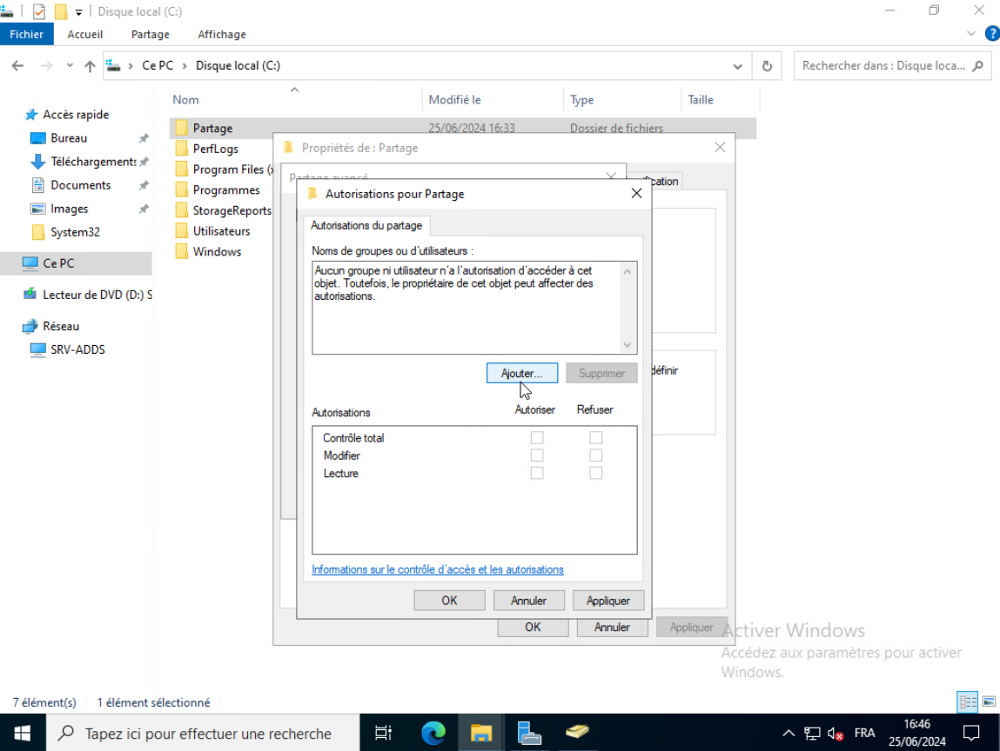 Disque local (C:)
Fichier Accueil Partage Affichage
Ce PC Disque local (C:)
Rechercher dans : Disque loca...
Nom Modifié le Type Taille
Accès rapide
Bureau
Téléchargements
Documents
Images
System32
Ce PC
Lecteur de DVD (D:) S
Réseau
SRV-ADDS
Partage 25/06/2024 16:33 Dossier de fichiers
PerfLogs
Program Files (x
Programmes
StorageReports
Utilisateurs
Windows
Propriétés de : Partage
Partage avancé
Autorisations pour Partage
Autorisations du partage
Noms de groupes ou d'utilisateurs :
Aucun groupe ni utilisateur n'a l'autorisation d'accéder à cet
objet. Toutefois, le propriétaire de cet objet peut affecter des
autorisations.
Ajouter... Supprimer
définir
Autorisations Autoriser Refuser
Contrôle total
Modifier
Lecture
Informations sur le contrôle d'accès et les autorisations
OK Annuler Appliquer
OK Annuler Appliquer
Activer Windows
Accédez aux paramètres pour activer
Windows.
7 élément(s) 1 élément sélectionné
Tapez ici pour effectuer une recherche
FRA
16:46
25/06/2024